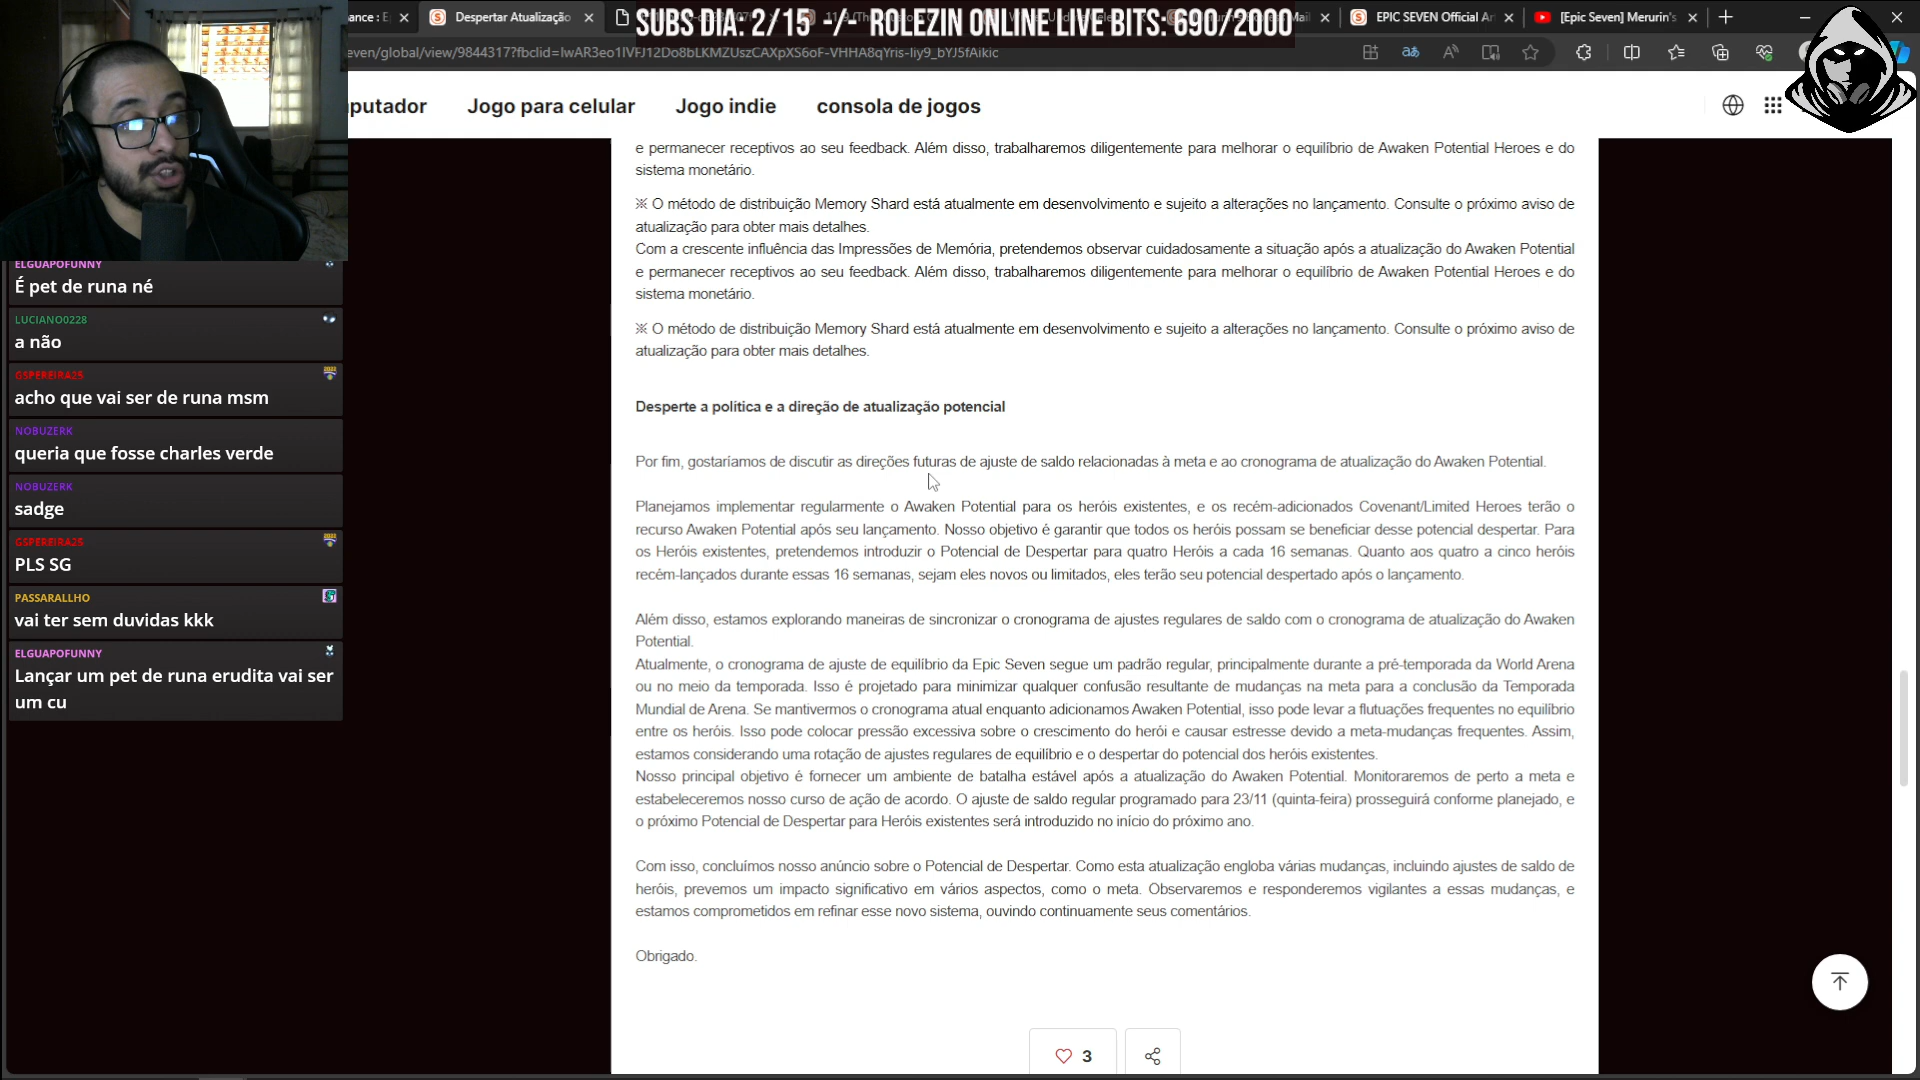 SUBS DIA: 2/15 -/- ROLEZIN ONLINE LIVE BITS: 690/2000
ance : E
Despertar Atualização
EPIC SEVEN Official Ar
[Epic Seven] Merurin's
even/global/view/9844317?fbclid=IwAR3eo1IVFJ12Do8bLKMZUszCAXpXS6oF-VHHA8qYris-Iiy9_bYJ5fAikic
putador
Jogo para celular
Jogo indie
consola de jogos
e permanecer receptivos ao seu feedback. Além disso, trabalharemos diligentemente para melhorar o equilíbrio de Awaken Potential Heroes e do
sistema monetário.
※ O método de distribuição Memory Shard está atualmente em desenvolvimento e sujeito a alterações no lançamento. Consulte o próximo aviso de
atualização para obter mais detalhes.
Com a crescente influência das Impressões de Memória, pretendemos observar cuidadosamente a situação após a atualização do Awaken Potential
e permanecer receptivos ao seu feedback. Além disso, trabalharemos diligentemente para melhorar o equilíbrio de Awaken Potential Heroes e do
sistema monetário.
※ O método de distribuição Memory Shard está atualmente em desenvolvimento e sujeito a alterações no lançamento. Consulte o próximo aviso de
atualização para obter mais detalhes.
Desperte a política e a direção de atualização potencial
Por fim, gostaríamos de discutir as direções futuras de ajuste de saldo relacionadas à meta e ao cronograma de atualização do Awaken Potential.
Planejamos implementar regularmente o Awaken Potential para os heróis existentes, e os recém-adicionados Covenant/Limited Heroes terão o
recurso Awaken Potential após seu lançamento. Nosso objetivo é garantir que todos os heróis possam se beneficiar desse potencial despertar. Para
os Heróis existentes, pretendemos introduzir o Potencial de Despertar para quatro Heróis a cada 16 semanas. Quanto aos quatro a cinco heróis
recém-lançados durante essas 16 semanas, sejam eles novos ou limitados, eles terão seu potencial despertado após o lançamento.
Além disso, estamos explorando maneiras de sincronizar o cronograma de ajustes regulares de saldo com o cronograma de atualização do Awaken
Potential.
Atualmente, o cronograma de ajuste de equilíbrio da Epic Seven segue um padrão regular, principalmente durante a pré-temporada da World Arena
ou no meio da temporada. Isso é projetado para minimizar qualquer confusão resultante de mudanças na meta para a conclusão da Temporada
Mundial de Arena. Se mantivermos o cronograma atual enquanto adicionamos Awaken Potential, isso pode levar a flutuações frequentes no equilíbrio
entre os heróis. Isso pode colocar pressão excessiva sobre o crescimento do herói e causar estresse devido a meta-mudanças frequentes. Assim,
estamos considerando uma rotação de ajustes regulares de equilíbrio e o despertar do potencial dos heróis existentes.
Nosso principal objetivo é fornecer um ambiente de batalha estável após a atualização do Awaken Potential. Monitoraremos de perto a meta e
estabeleceremos nosso curso de ação de acordo. O ajuste de saldo regular programado para 23/11 (quinta-feira) prosseguirá conforme planejado, e
o próximo Potencial de Despertar para Heróis existentes será introduzido no início do próximo ano.
Com isso, concluímos nosso anúncio sobre o Potencial de Despertar. Como esta atualização engloba várias mudanças, incluindo ajustes de saldo de
heróis, prevemos um impacto significativo em vários aspectos, como o meta. Observaremos e responderemos vigilantes a essas mudanças, e
estamos comprometidos em refinar esse novo sistema, ouvindo continuamente seus comentários.
Obrigado.
3
ELGUAPOFUNNY
É pet de runa né
LUCIANO0228
a não
GSPEREIRA25
acho que vai ser de runa msm
NOBUZERK
queria que fosse charles verde
NOBUZERK
sadge
GSPEREIRA25
PLS SG
PASSARALLHO
vai ter sem duvidas kkk
ELGUAPOFUNNY
Lançar um pet de runa erudita vai ser
um cu